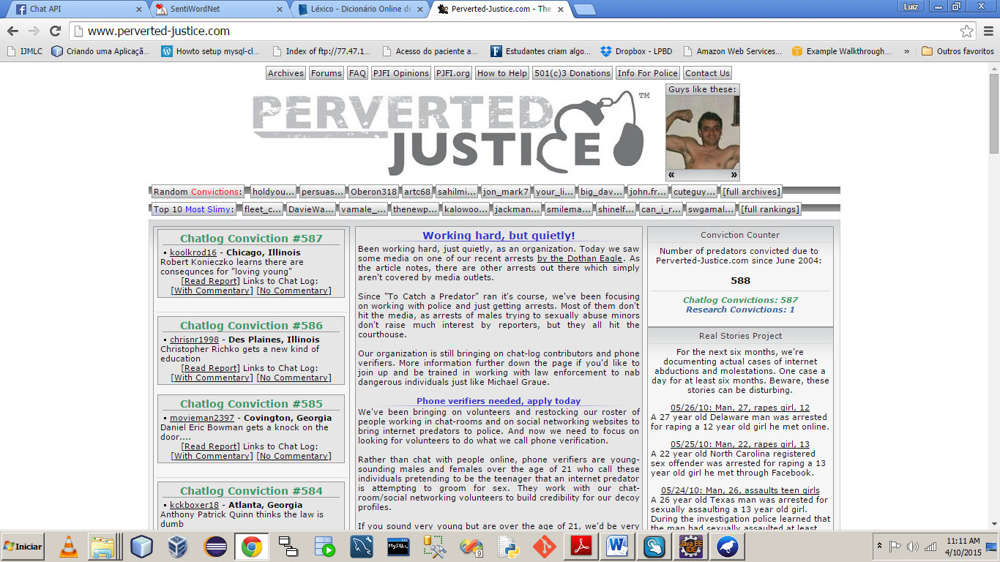 Chat API
SentiWordNet
Léxico - Dicionário Online de
Perverted-Justice.com - The
Luiz
www.perverted-justice.com
IJMLC
Criando uma Aplicaçã...
Howto setup mysql-cl...
Index of ftp://77.47.1...
Acesso do paciente a...
Estudantes criam algo...
Dropbox - LPBD
Amazon Web Services...
Example Walkthrough...
»
Outros favoritos
Archives Forums FAQ PJFI Opinions PJFI.org How to Help 501(c)3 Donations Info For Police Contact Us
PERVERTED
JUSTICE
TM
Guys like these:
« »
Random Convictions: holdyou... persuas... Oberon318 artc68 sahilmi... jon_mark7 your_li... big_dav... john.fr... cuteguy... [full archives]
Top 10 Most Slimy: fleet_c... DavieWa... vamale_... thenewp... kalowoo... jackman... smilema... shinelf... can_i_r... swgamal... [full rankings]
Chatlog Conviction #587
▪ koolkrod16 - Chicago, Illinois
Robert Konieczko learns there are
consequnces for "loving young"
[Read Report] Links to Chat Log:
[With Commentary] [No Commentary]
Chatlog Conviction #586
▪ chrisnr1998 - Des Plaines, Illinois
Christopher Richko gets a new kind of
education
[Read Report] Links to Chat Log:
[With Commentary] [No Commentary]
Chatlog Conviction #585
▪ movieman2397 - Covington, Georgia
Daniel Eric Bowman gets a knock on the
door....
[Read Report] Links to Chat Log:
[With Commentary] [No Commentary]
Chatlog Conviction #584
▪ kckboxer18 - Atlanta, Georgia
Anthony Patrick Quinn thinks the law is
dumb
Working hard, but quietly!
Been working hard, just quietly, as an organization. Today we saw
some media on one of our recent arrests by the Dothan Eagle. As
the article notes, there are other arrests out there which simply
aren't covered by media outlets.
Since "To Catch a Predator" ran it's course, we've been focusing
on working with police and just getting arrests. Most of them don't
hit the media, as arrests of males trying to sexually abuse minors
don't raise much interest by reporters, but they all hit the
courthouse.
Our organization is still bringing on chat-log contributors and phone
verifiers. More information further down the page if you'd like to
join up and be trained in working with law enforcement to nab
dangerous individuals just like Michael Graue.
Phone verifiers needed, apply today
We've been bringing on volunteers and restocking our roster of
people working in chat-rooms and on social networking websites to
bring internet predators to police. And now we need to focus on
looking for volunteers to do what we call phone verification.
Rather than chat with people online, phone verifiers are young-
sounding males and females over the age of 21 who call these
individuals pretending to be the teenager that an internet predator
is attempting to groom for sex. They work with our chat-
room/social networking volunteers to build credibility for our decoy
profiles.
If you sound very young but are over the age of 21, we'd be very
Conviction Counter
Number of predators convicted due to
Perverted-Justice.com since June 2004:
588
Chatlog Convictions: 587
Research Convictions: 1
Real Stories Project
For the next six months, we're
documenting actual cases of internet
abductions and molestations. One case a
day for at least six months. Beware, these
stories can be disturbing.
05/26/10: Man, 27, rapes girl, 12
A 27 year old Delaware man was arrested
for raping a 12 year old girl he met online.
05/25/10: Man, 22, rapes girl, 13
A 22 year old North Carolina registered
sex offender was arrested for raping a 13
year old girl he met through Facebook.
05/24/10: Man, 26, assaults teen girls
A 26 year old Texas man was arrested for
sexually assaulting a 13 year old girl.
During the investigation police learned that
the man had sexually assaulted at least
Iniciar
MySQL
9
Java EE
IDE
11:11 AM
4/10/2015